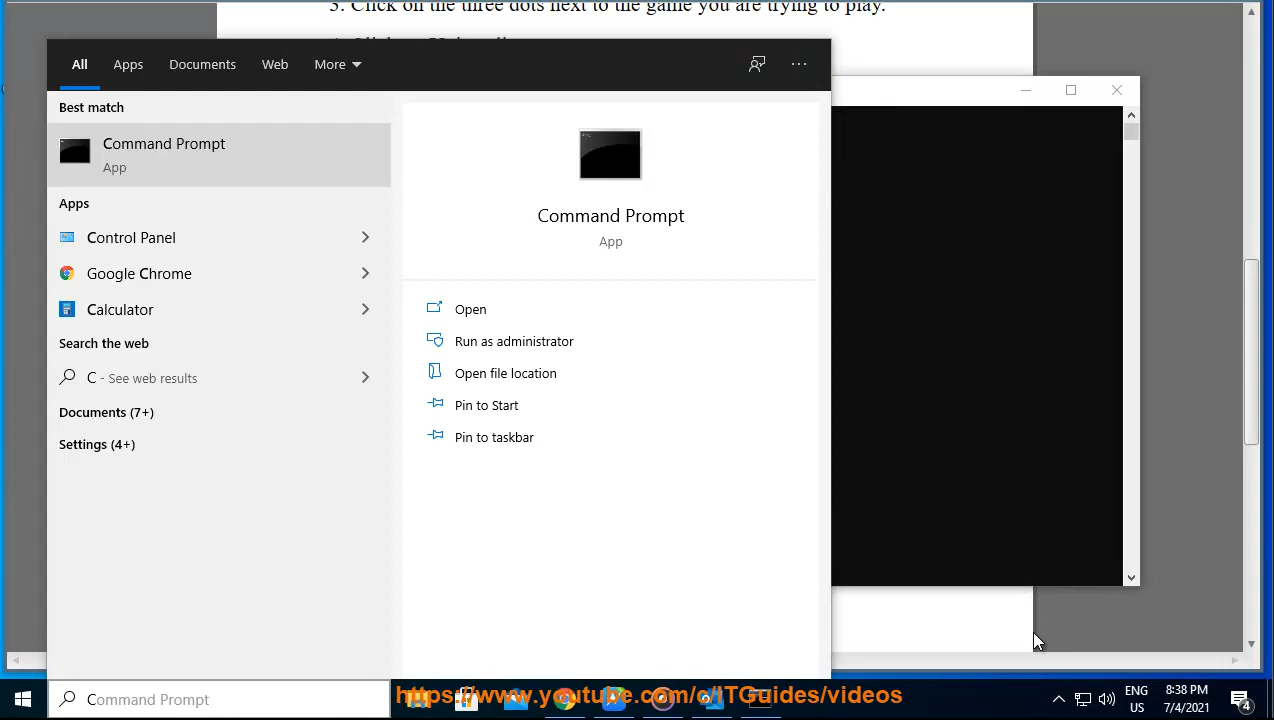 3. Click on the three dots next to the game you are trying to play.
All
Apps
Documents
Web
More
Best match
Command Prompt
App
Apps
Control Panel
Google Chrome
Calculator
Search the web
C - See web results
Documents (7+)
Settings (4+)
Command Prompt
App
Open
Run as administrator
Open file location
Pin to Start
Pin to taskbar
Command Prompt
https://www.youtube.com/c/ITGuides/videos
ENG
US
8:38 PM
7/4/2021
4